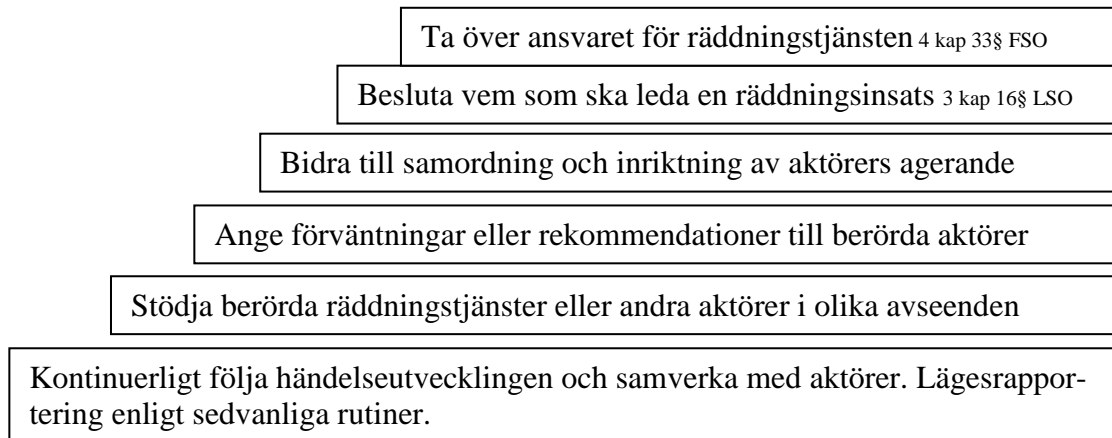 Ta över ansvaret för räddningstjänsten 4 kap 33§ FSO
Besluta vem som ska leda en räddningsinsats 3 kap 16§ LSO
Bidra till samordning och inriktning av aktörers agerande
Ange förväntningar eller rekommendationer till berörda aktörer
Stödja berörda räddningstjänster eller andra aktörer i olika avseenden
Kontinuerligt följa händelseutvecklingen och samverka med aktörer. Lägesrappor-
tering enligt sedvanliga rutiner.